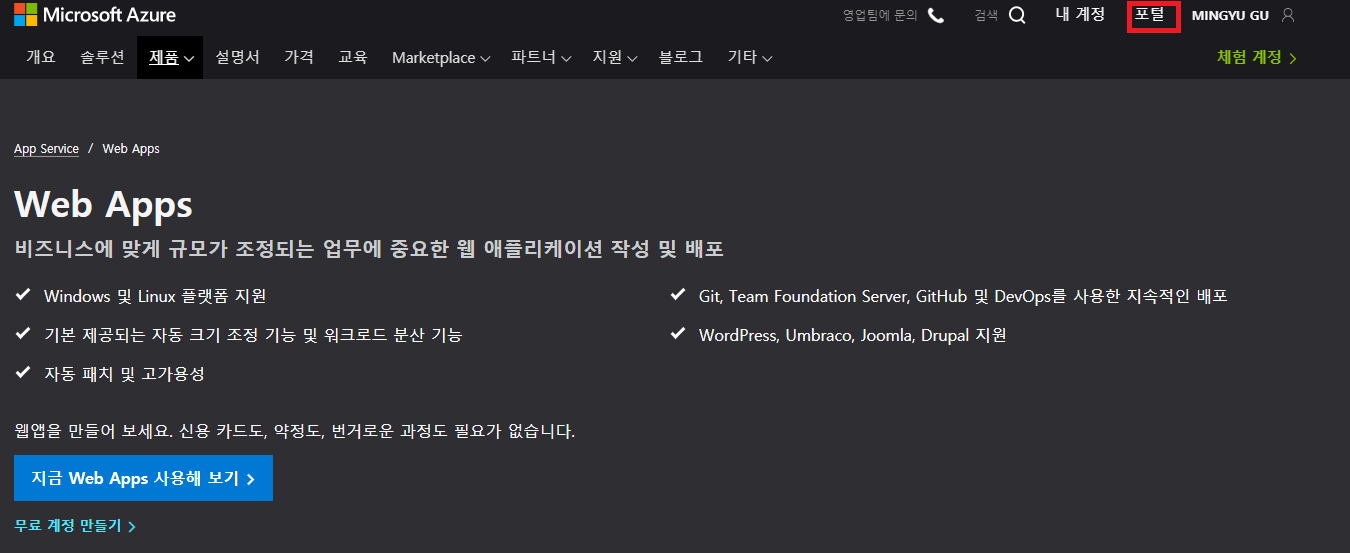 Microsoft Azure
영업팀에 문의 검색 내 계정 포털 MINGYU GU
개요 솔루션 제품 설명서 가격 교육 Marketplace 파트너 지원 블로그 기타 체험 계정
App Service / Web Apps
Web Apps
비즈니스에 맞게 규모가 조정되는 업무에 중요한 웹 애플리케이션 작성 및 배포
Windows 및 Linux 플랫폼 지원
기본 제공되는 자동 크기 조정 기능 및 워크로드 분산 기능
자동 패치 및 고가용성
Git, Team Foundation Server, GitHub 및 DevOps를 사용한 지속적인 배포
WordPress, Umbraco, Joomla, Drupal 지원
웹앱을 만들어 보세요. 신용 카드도, 약정도, 번거로운 과정도 필요가 없습니다.
지금 Web Apps 사용해 보기
무료 계정 만들기